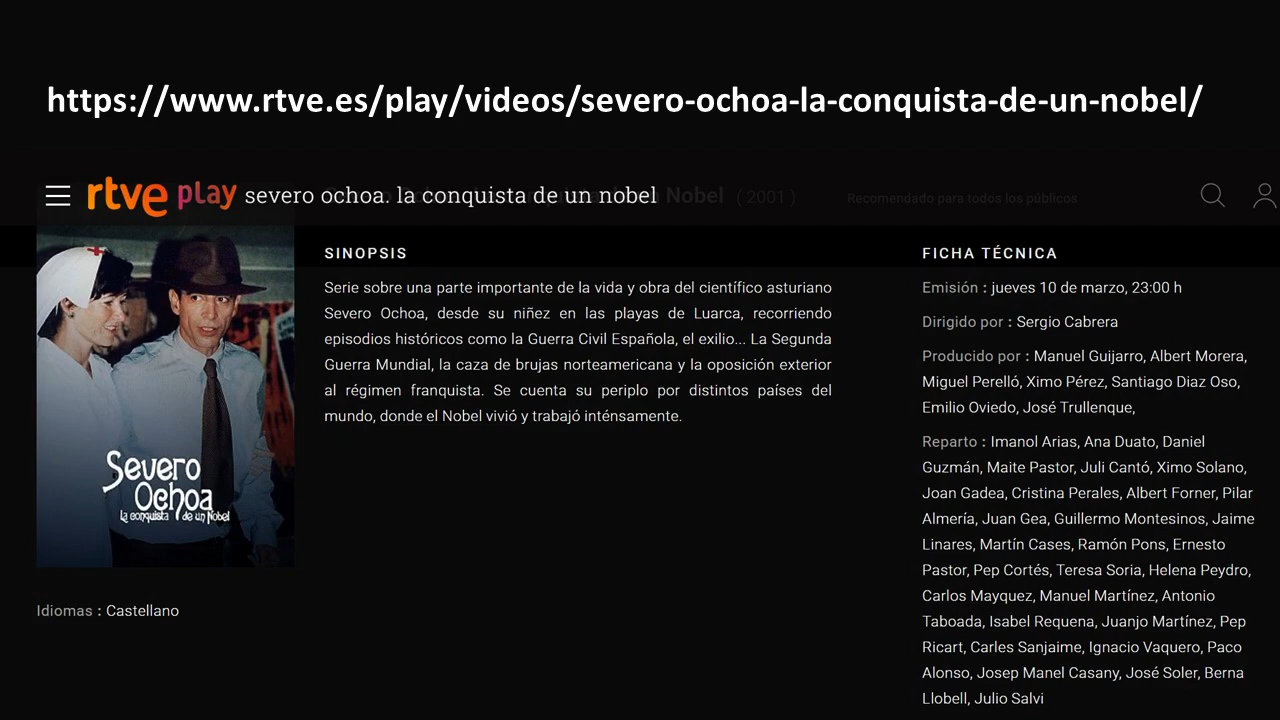 https://www.rtve.es/play/videos/severo-ochoa-la-conquista-de-un-nobel/
rtve play severo ochoa. la conquista de un nobel
Nobel (2001)
Recomendado para todos los públicos
Severo
Ochoa
la conquista de un Nobel
Idiomas : Castellano
SINOPSIS
Serie sobre una parte importante de la vida y obra del científico asturiano
Severo Ochoa, desde su niñez en las playas de Luarca, recorriendo
episodios históricos como la Guerra Civil Española, el exilio... La Segunda
Guerra Mundial, la caza de brujas norteamericana y la oposición exterior
al régimen franquista. Se cuenta su periplo por distintos países del
mundo, donde el Nobel vivió y trabajó inténsamente.
FICHA TÉCNICA
Emisión : jueves 10 de marzo, 23:00 h
Dirigido por : Sergio Cabrera
Producido por : Manuel Guijarro, Albert Morera,
Miguel Perelló, Ximo Pérez, Santiago Diaz Oso,
Emilio Oviedo, José Trullenque,
Reparto : Imanol Arias, Ana Duato, Daniel
Guzmán, Maite Pastor, Juli Cantó, Ximo Solano,
Joan Gadea, Cristina Perales, Albert Forner, Pilar
Almería, Juan Gea, Guillermo Montesinos, Jaime
Linares, Martín Cases, Ramón Pons, Ernesto
Pastor, Pep Cortés, Teresa Soria, Helena Peydro,
Carlos Mayquez, Manuel Martínez, Antonio
Taboada, Isabel Requena, Juanjo Martínez, Pep
Ricart, Carles Sanjaime, Ignacio Vaquero, Paco
Alonso, Josep Manel Casany, José Soler, Berna
Llobell, Julio Salvi